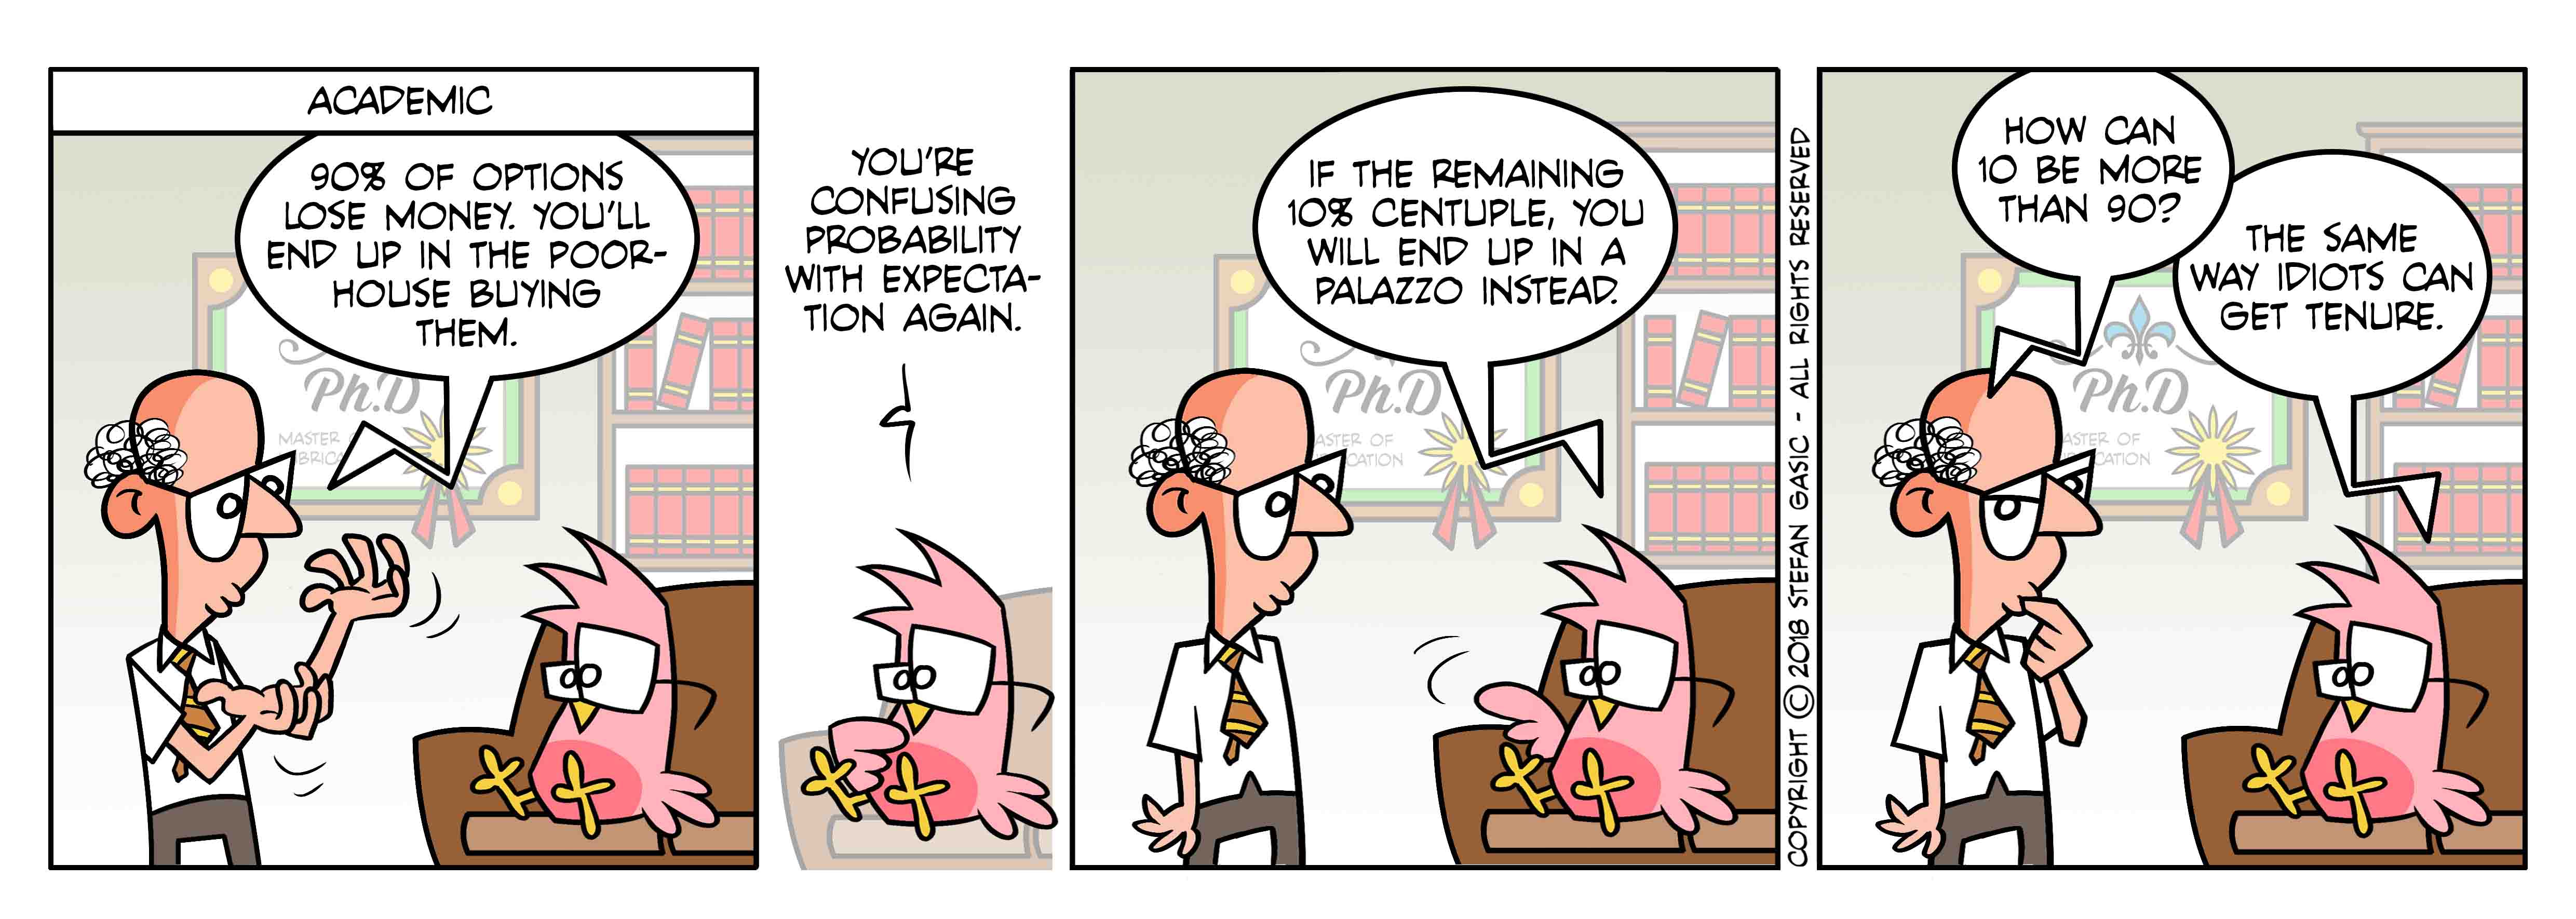 ACADEMIC
90% OF OPTIONS
LOSE MONEY. YOU'LL
END UP IN THE POOR-
HOUSE BUYING
THEM.
Ph.D
MASTER
YOU'RE
CONFUSING
PROBABILITY
WITH EXPECTA-
TION AGAIN.
IF THE REMAINING
10% CENTUPLE, YOU
WILL END UP IN A
PALAZZO INSTEAD.
Ph.D
ASTER OF
CATION
COPYRIGHT © 2018 STEFAN GASIC - ALL RIGHTS RESERVED
HOW CAN
10 BE MORE
THAN 90?
THE SAME
WAY IDIOTS CAN
GET TENURE.
Ph.D
ASTER OF
CATION